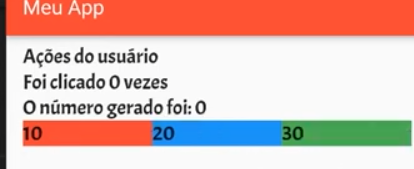 Meu App
Ações do usuário
Foi clicado 0 vezes
O número gerado foi: 0
10 20 30